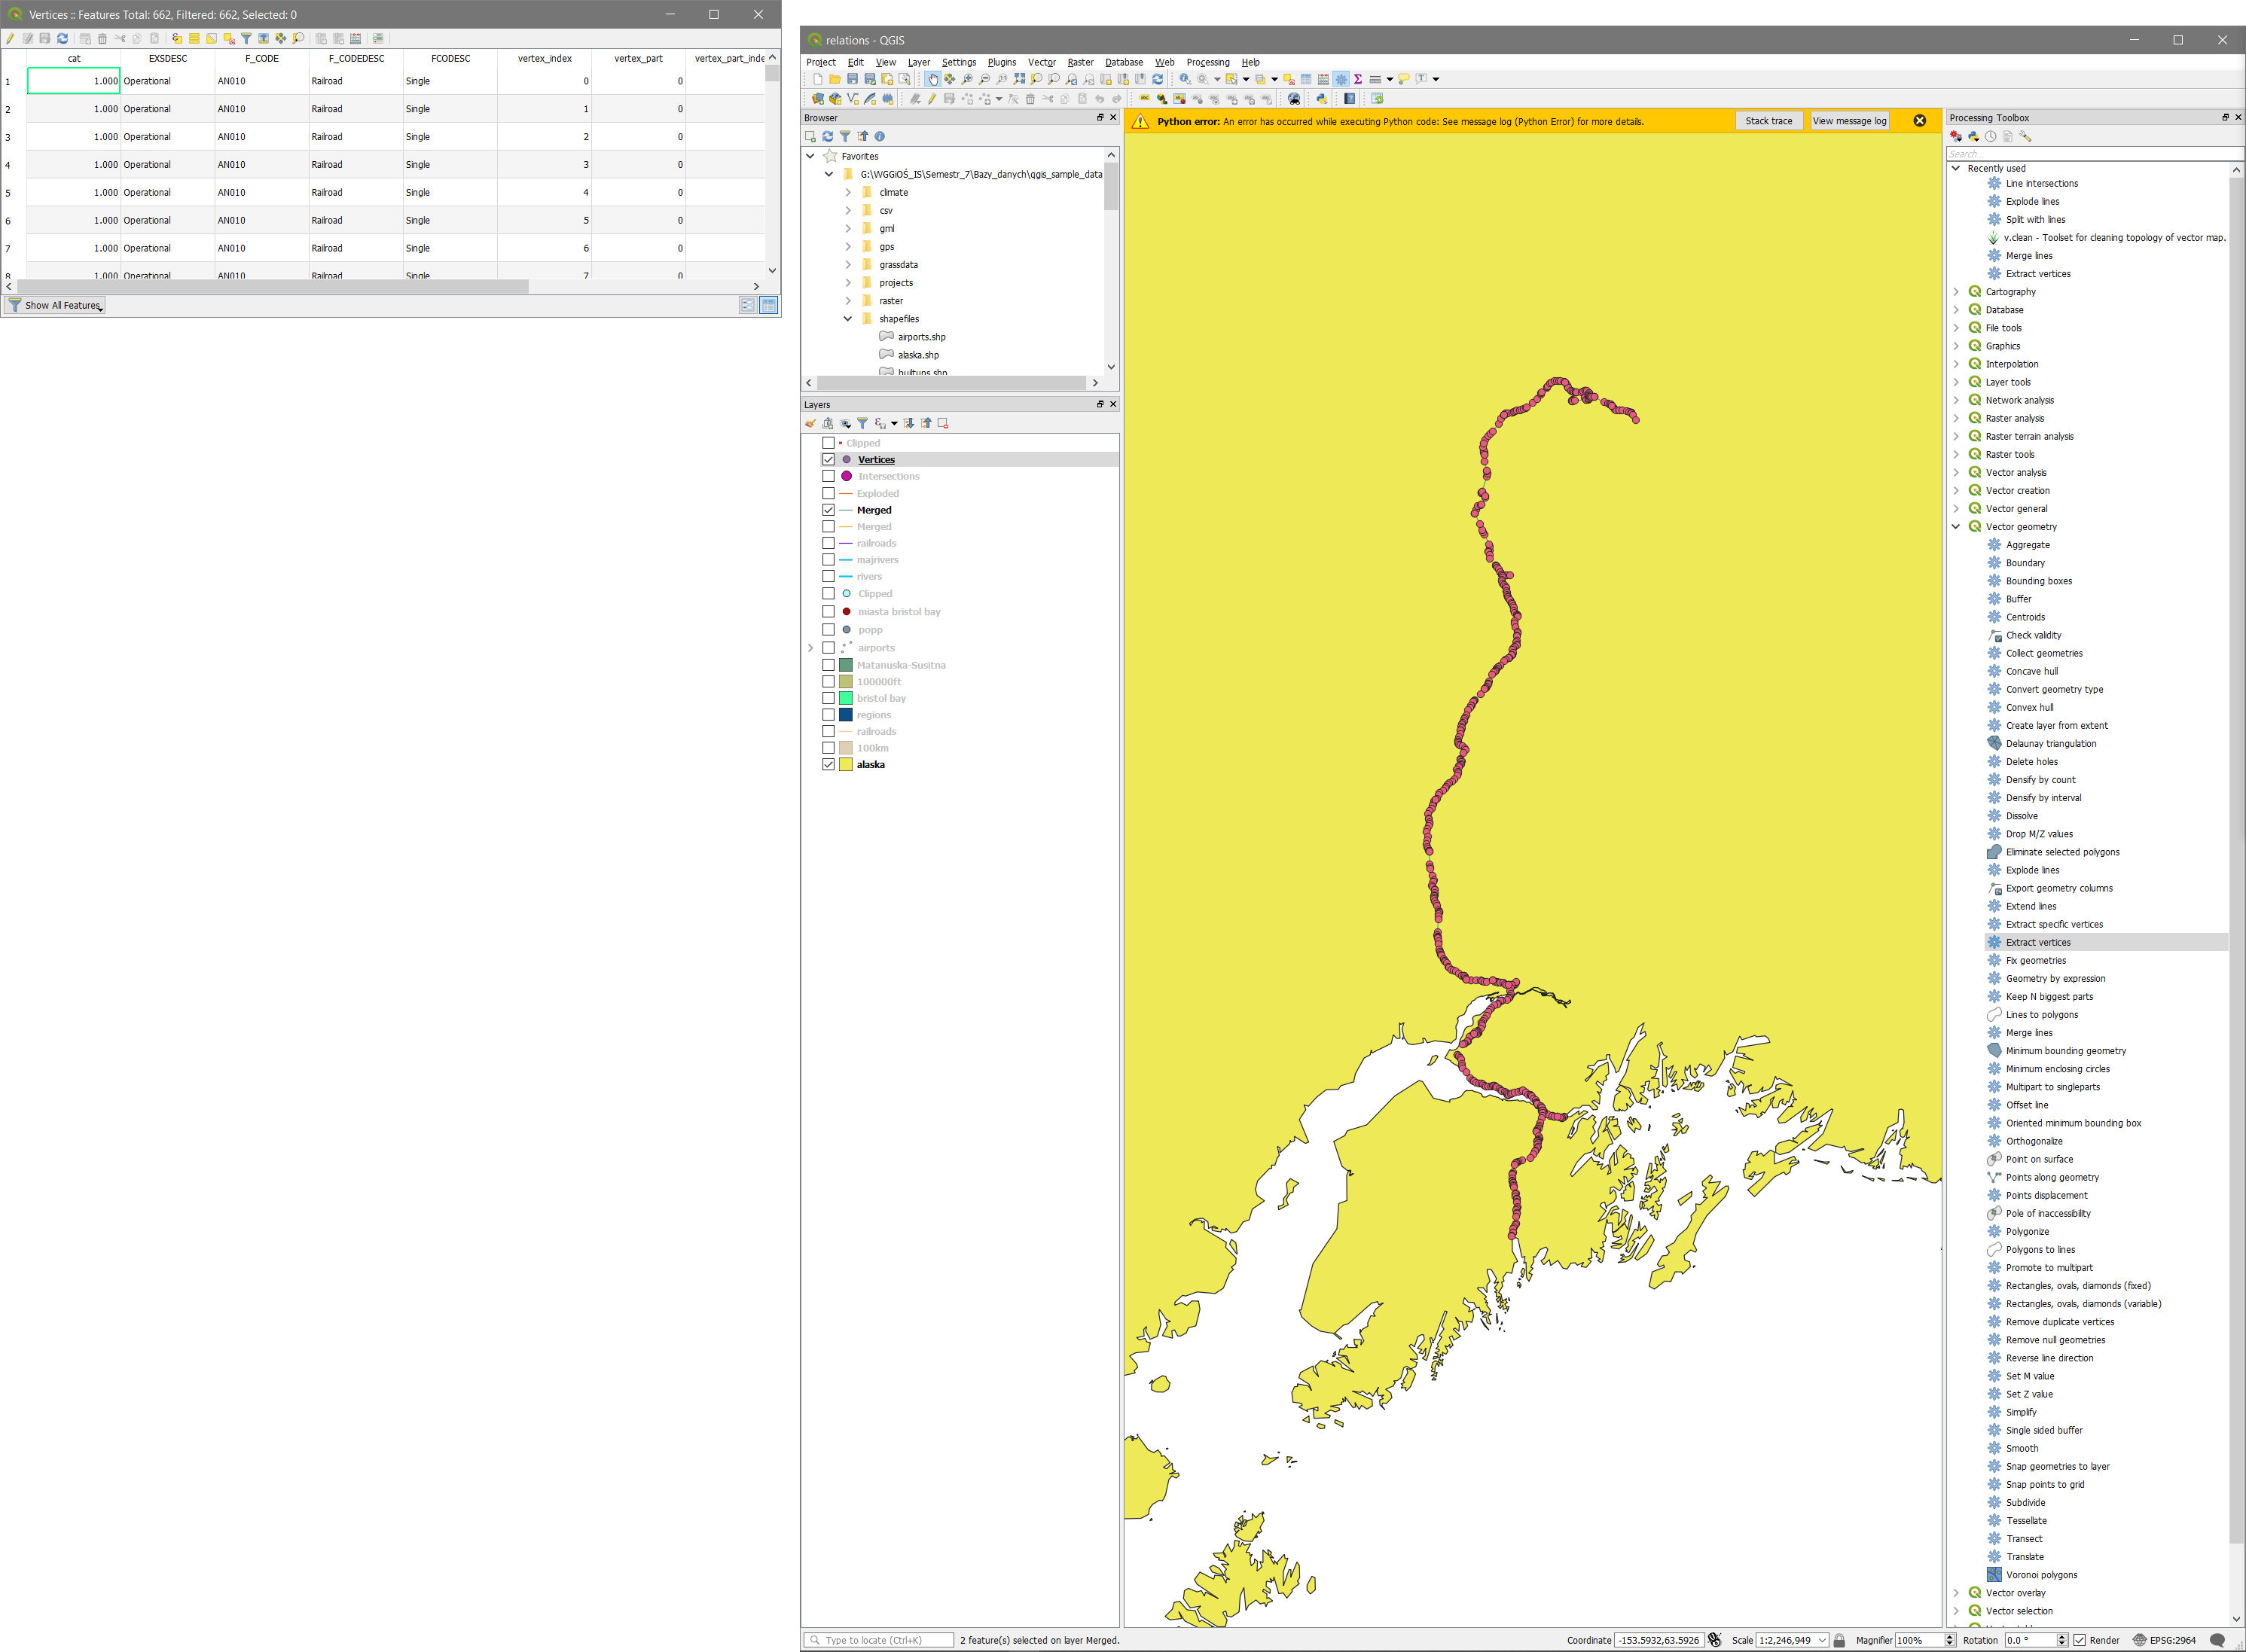 Vertices :: Features Total: 662, Filtered: 662, Selected: 0
cat EXSDESC F_CODE F_CODEDESC FCODESC vertex_index vertex_part vertex_part_inde
1 1.000 Operational AN010 Railroad Single 0 0
2 1.000 Operational AN010 Railroad Single 1 0
3 1.000 Operational AN010 Railroad Single 2 0
4 1.000 Operational AN010 Railroad Single 3 0
5 1.000 Operational AN010 Railroad Single 4 0
6 1.000 Operational AN010 Railroad Single 5 0
7 1.000 Operational AN010 Railroad Single 6 0
8 1.000 Operational AN010 Railroad Single 7 0
Show All Features
relations - QGIS
Project Edit View Layer Settings Plugins Vector Raster Database Web Processing Help
Browser
Favorites
G:\WGGiOŚ_IS\Semestr_7\Bazy_danych\qgis_sample_data
climate
csv
gml
gps
grassdata
projects
raster
shapefiles
airports.shp
alaska.shp
builtups.shp
Layers
Clipped
Vertices
Intersections
Exploded
Merged
Merged
railroads
majrivers
rivers
Clipped
miasta bristol bay
popp
airports
Matanuska-Susitna
100000ft
bristol bay
regions
railroads
100km
alaska
Python error: An error has occurred while executing Python code: See message log (Python Error) for more details.
Stack trace
View message log
Processing Toolbox
Search...
Recently used
Line intersections
Explode lines
Split with lines
v.clean - Toolset for cleaning topology of vector map.
Merge lines
Extract vertices
Cartography
Database
File tools
Graphics
Interpolation
Layer tools
Network analysis
Raster analysis
Raster terrain analysis
Raster tools
Vector analysis
Vector creation
Vector general
Vector geometry
Aggregate
Boundary
Bounding boxes
Buffer
Centroids
Check validity
Collect geometries
Concave hull
Convert geometry type
Convex hull
Create layer from extent
Delaunay triangulation
Delete holes
Densify by count
Densify by interval
Dissolve
Drop M/Z values
Eliminate selected polygons
Explode lines
Export geometry columns
Extend lines
Extract specific vertices
Extract vertices
Fix geometries
Geometry by expression
Keep N biggest parts
Lines to polygons
Merge lines
Minimum bounding geometry
Minimum enclosing circles
Multipart to singleparts
Offset line
Oriented minimum bounding box
Orthogonalize
Point on surface
Points along geometry
Points displacement
Pole of inaccessibility
Polygonize
Polygons to lines
Promote to multipart
Rectangles, ovals, diamonds (fixed)
Rectangles, ovals, diamonds (variable)
Remove duplicate vertices
Remove null geometries
Reverse line direction
Set M value
Set Z value
Simplify
Single sided buffer
Smooth
Snap geometries to layer
Snap points to grid
Subdivide
Tessellate
Transect
Translate
Voronoi polygons
Vector overlay
Vector selection
Type to locate (Ctrl+K) 2 feature(s) selected on layer Merged. Coordinate -153.5932,63.5926 Scale 1:2,246,949 Magnifier 100% Rotation 0.0 ° Render EPSG:2964